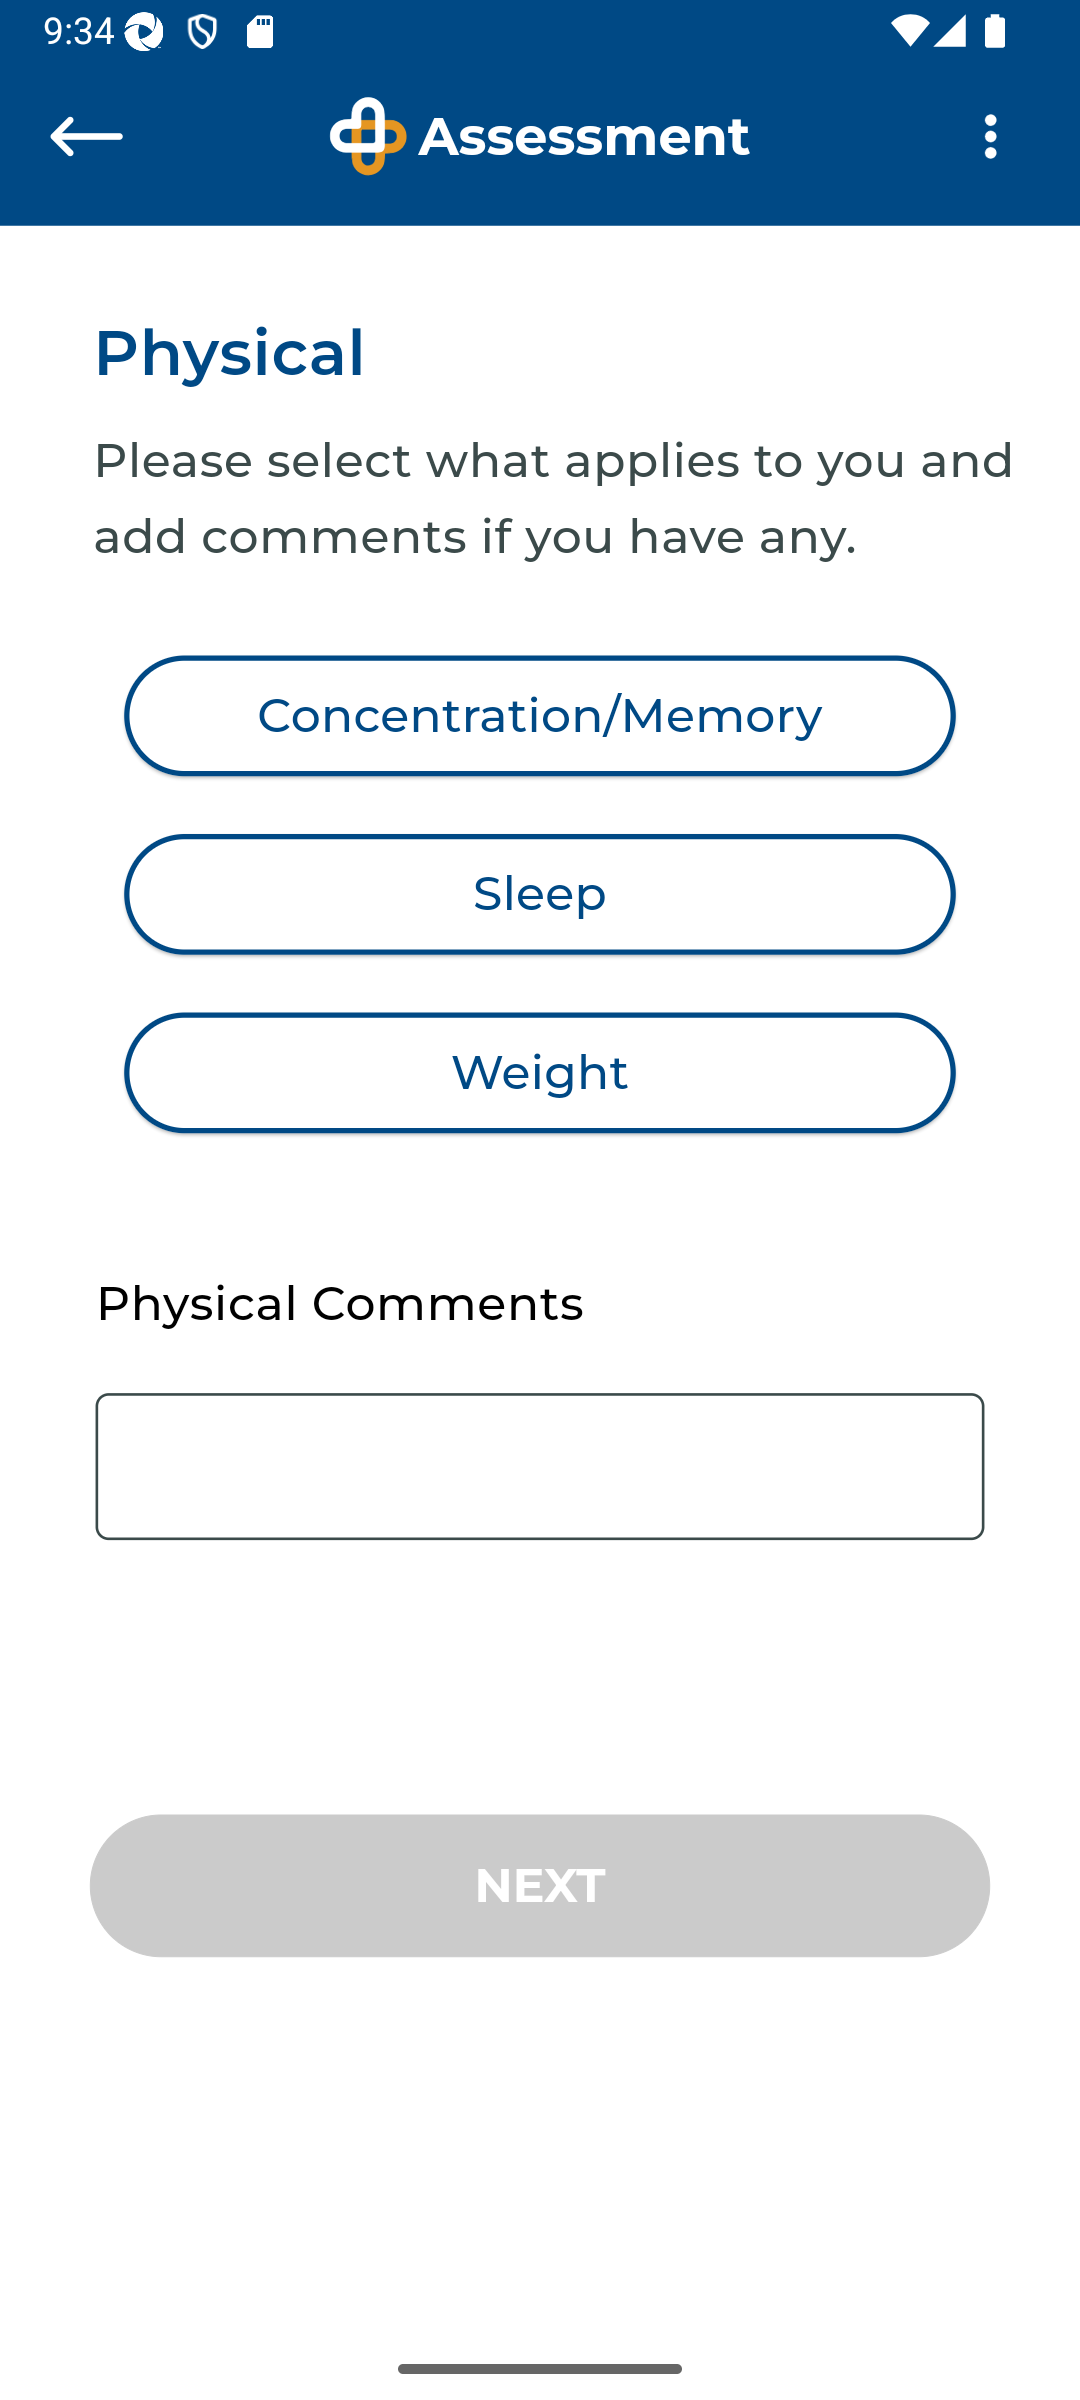 9:34
Assessment
Physical
Please select what applies to you and
add comments if you have any.
Concentration/Memory
Sleep
Weight
Physical Comments
NEXT